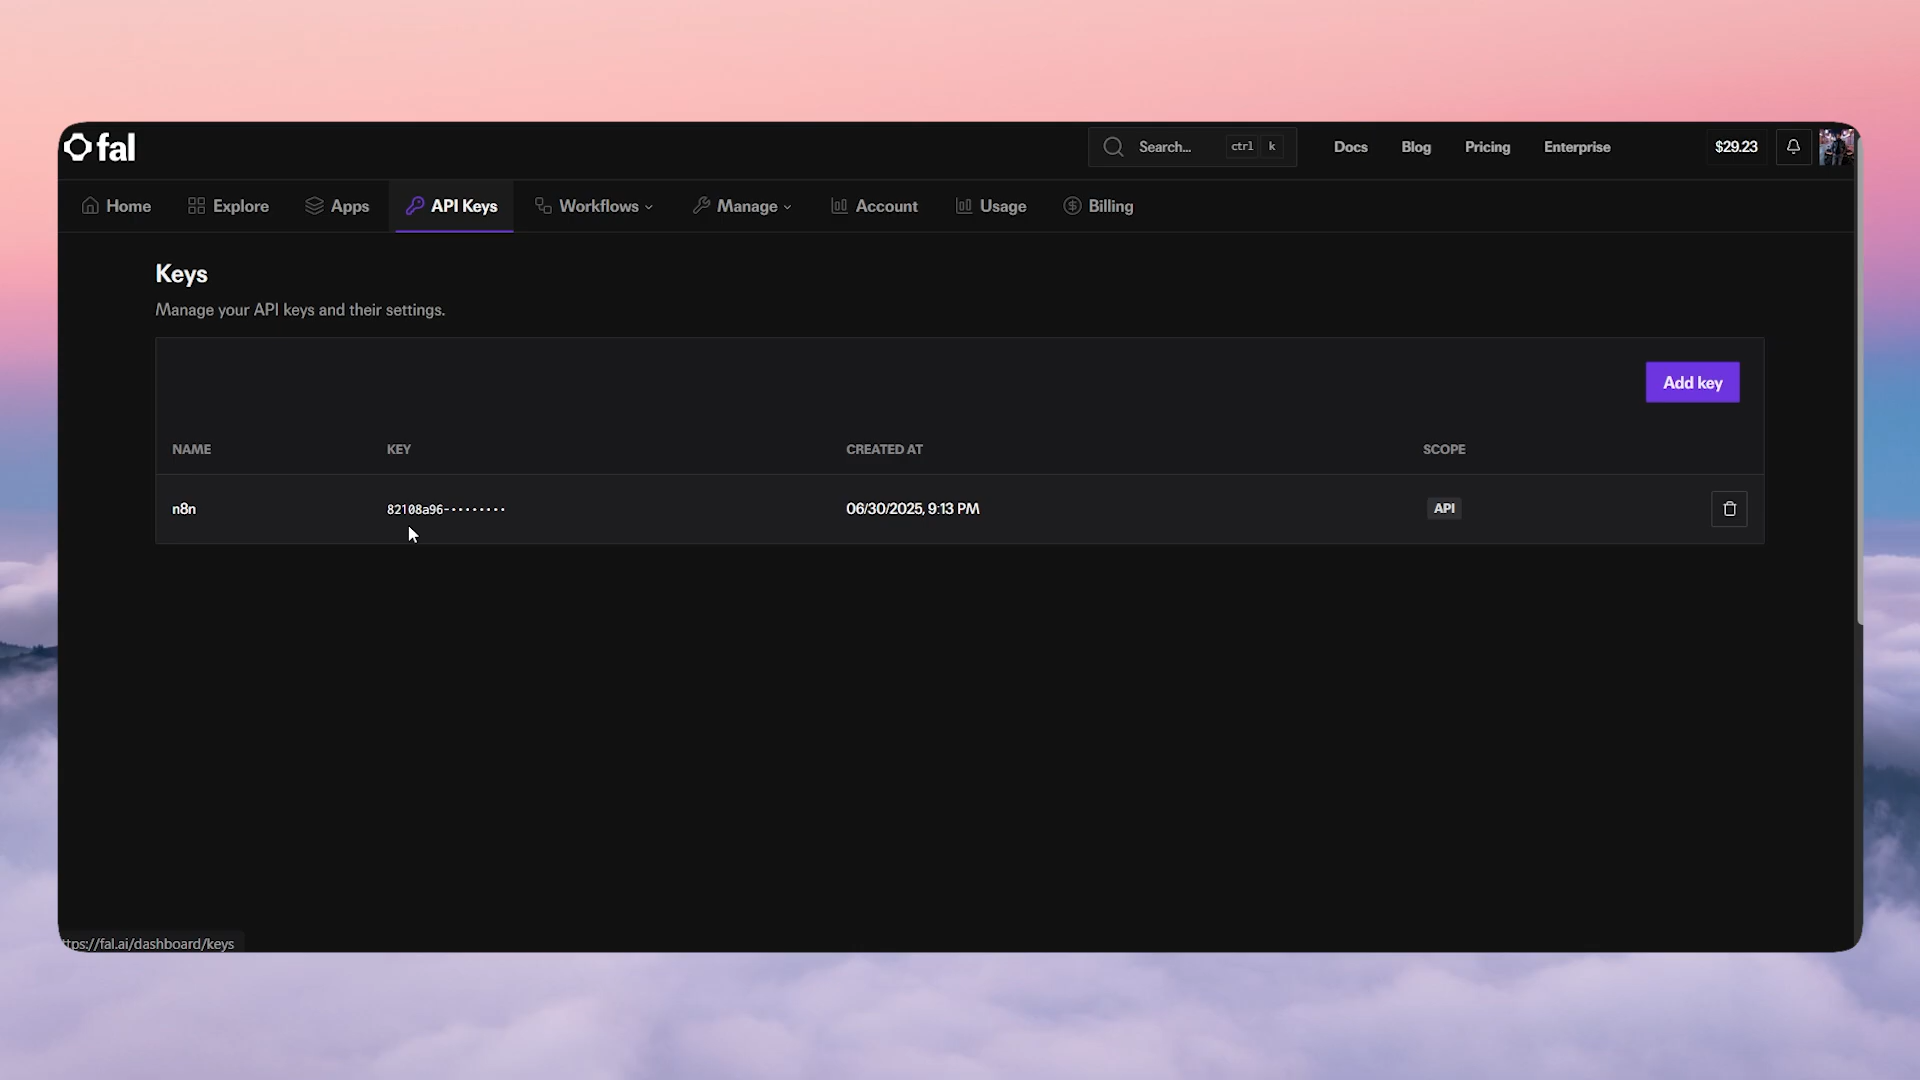 fal
Search...
ctrl k
Docs
Blog
Pricing
Enterprise
$29.23
Home
Explore
Apps
API Keys
Workflows
Manage
Account
Usage
Billing
Keys
Manage your API keys and their settings.
Add key
NAME KEY CREATED AT SCOPE
n8n 82108a96-········ 06/30/2025, 9:13 PM API
ttps://fal.ai/dashboard/keys